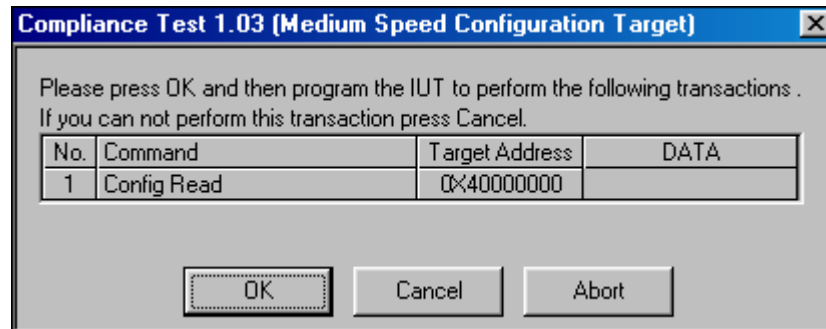 Compliance Test 1.03 (Medium Speed Configuration Target)
Please press OK and then program the IUT to perform the following transactions .
If you can not perform this transaction press Cancel.
No. Command Target Address DATA
1 Config Read 0X40000000
OK Cancel Abort